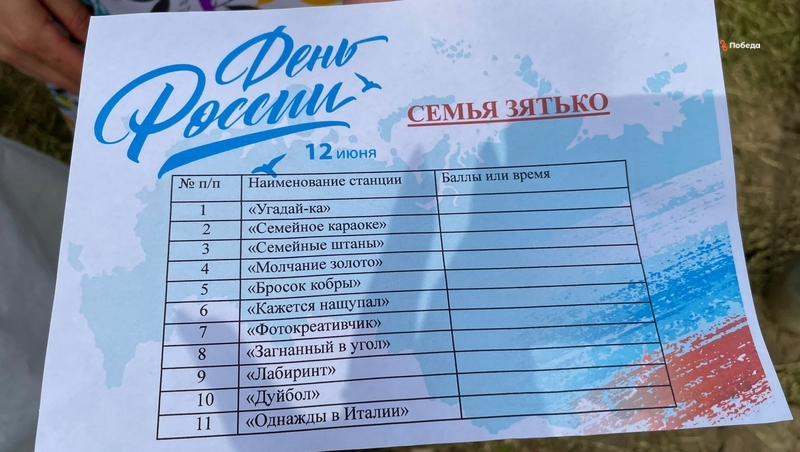 Победа
День
России
12 июня
СЕМЬЯ ЗЯТЬКО
№ п/п Наименование станции Баллы или время
1 «Угадай-ка»
2 «Семейное караоке»
3 «Семейные штаны»
4 «Молчание золото»
5 «Бросок кобры»
6 «Кажется нащупал»
7 «Фотокреативчик»
8 «Загнанный в угол»
9 «Лабиринт»
10 «Дуйбол»
11 «Однажды в Италии»